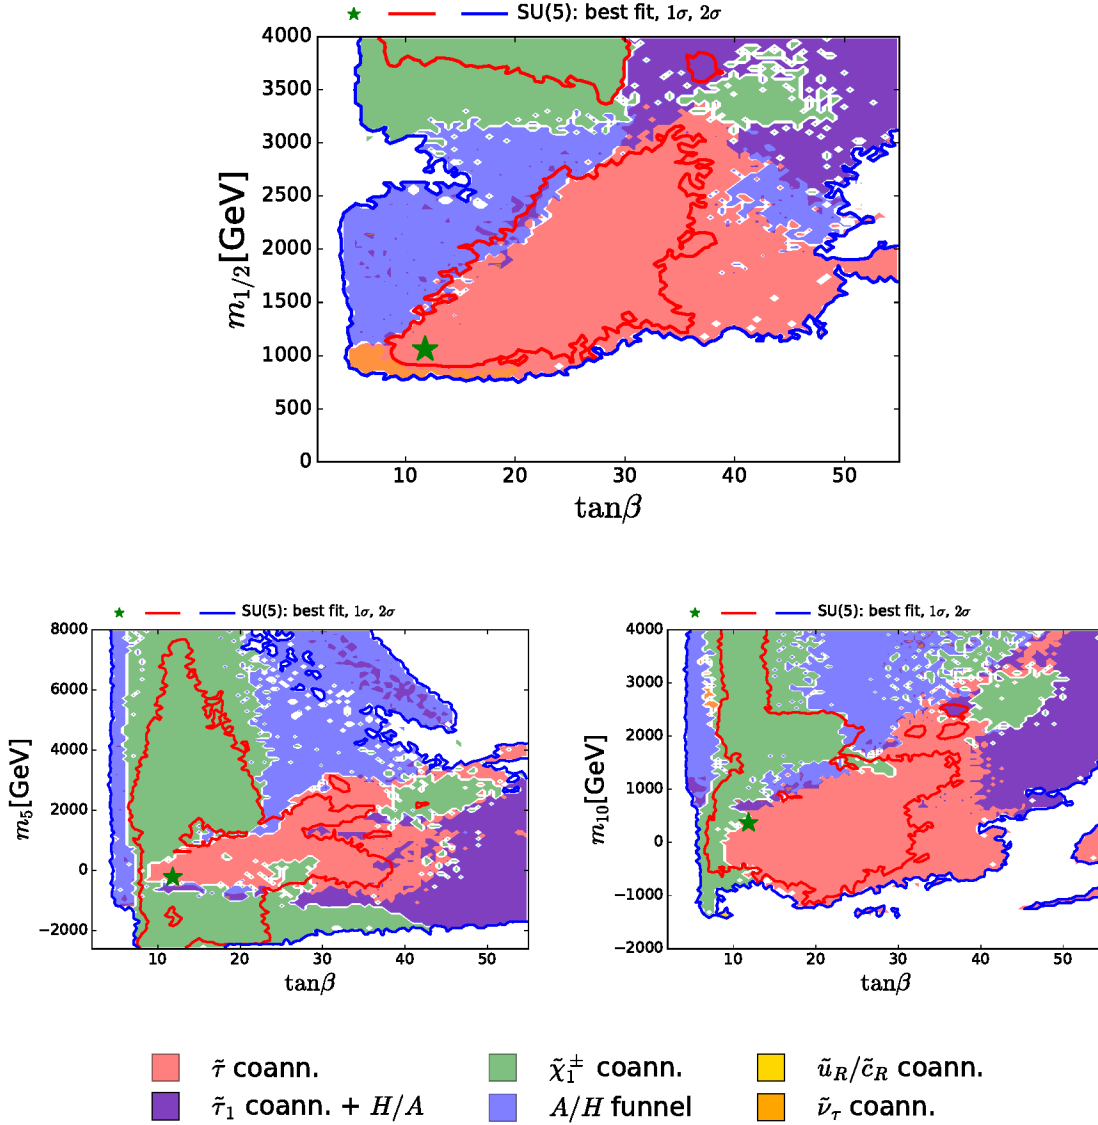 SU(5): best fit, 1σ, 2σ
4000
3500
3000
2500
2000
1500
1000
500
0
m₁/₂[GeV]
10 20 30 40 50
tanβ
SU(5): best fit, 1σ, 2σ
8000
6000
4000
2000
0
−2000
m₅[GeV]
10 20 30 40 50
tanβ
SU(5): best fit, 1σ, 2σ
4000
3000
2000
1000
0
−1000
−2000
m₁₀[GeV]
10 20 30 40 50
tanβ
τ̃ coann. χ̃₁± coann. ũ_R/c̃_R coann.
τ̃₁ coann. + H/A A/H funnel ν̃_τ coann.